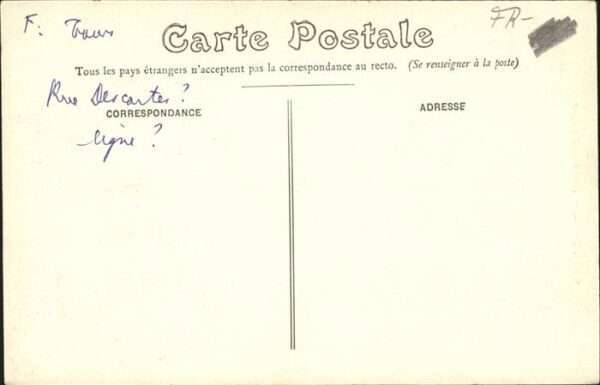 F: Tours
FR-
Carte Postale
Tous les pays étrangers n'acceptent pas la correspondance au recto. (Se renseigner à la poste)
Rue Descartes ?
CORRESPONDANCE
ADRESSE
ligne ?